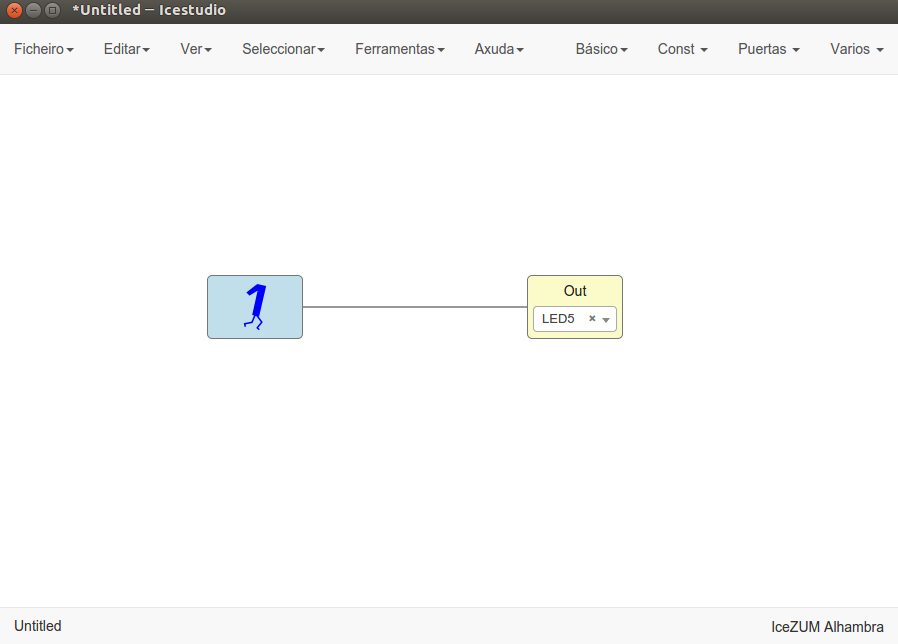 *Untitled – Icestudio
Ficheiro Editar Ver Seleccionar Ferramentas Axuda Básico Const Puertas Varios
1
Out
LED5
Untitled IceZUM Alhambra